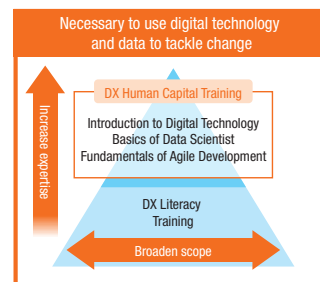 Necessary to use digital technology
and data to tackle change
Increase expertise
DX Human Capital Training
Introduction to Digital Technology
Basics of Data Scientist
Fundamentals of Agile Development
DX Literacy
Training
Broaden scope